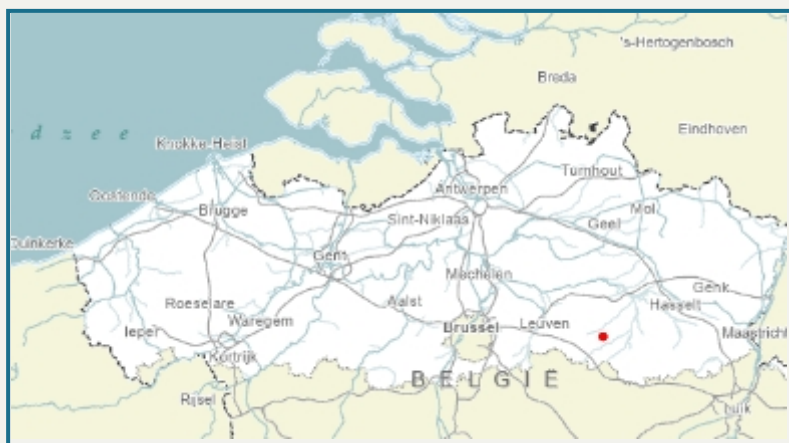 's-Hertogenbosch
Breda
d z e e
Eindhoven
Knokke-Heist
Turnhout
Antwerpen
Oostende
Mol
Brugge
Sint-Niklaas
Geel
Duinkerke
Gent
Mechelen
Genk
Roeselare
Aalst
Hasselt
Waregem
Leuven
Ieper
Brussel
Maastricht
Kortrijk
BELGIË
Rijsel
Luik